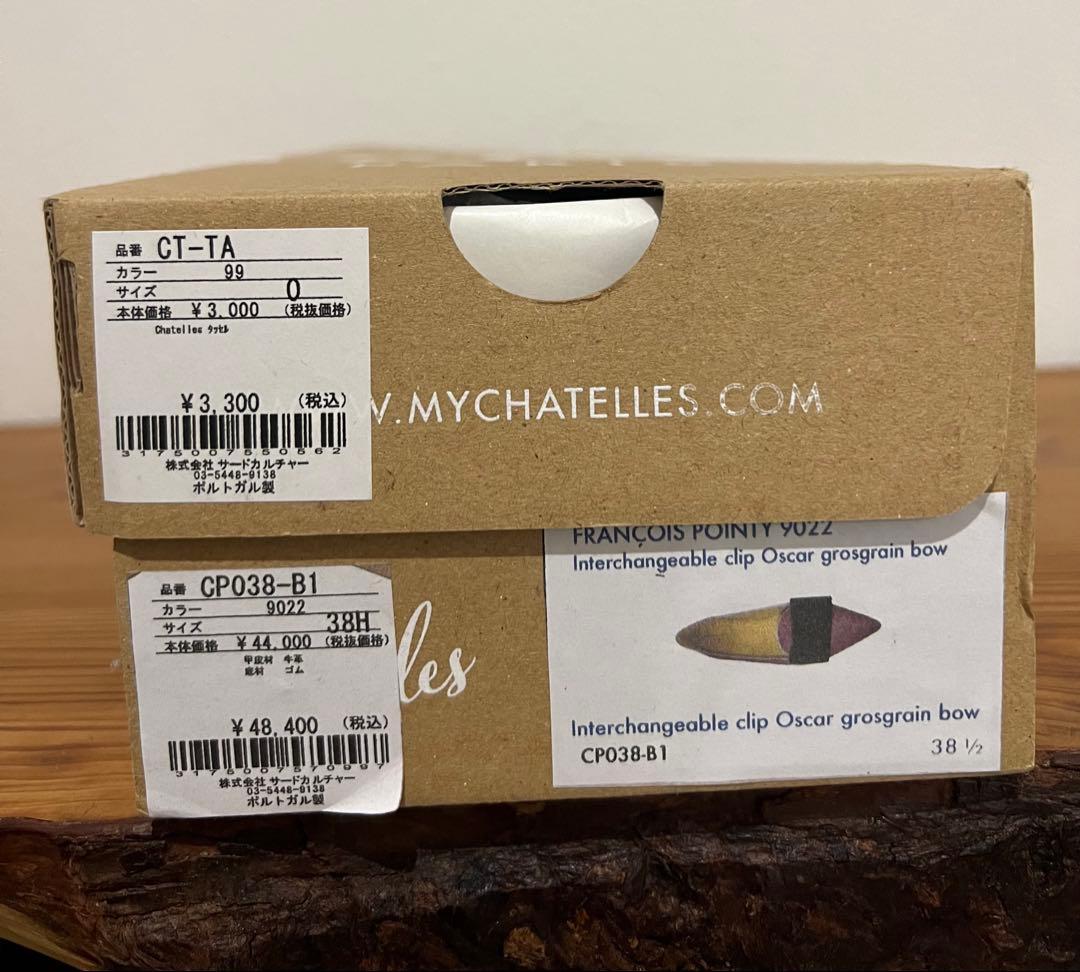 品番 CT-TA
カラー 99
サイズ 0
本体価格 ¥3,000 (税抜価格)
Chatelles タッセル
¥3,300 (税込)
3175007550562
株式会社 サードカルチャー
03-5448-9138
ポルトガル製
W.MYCHATELLES.COM
品番 CP038-B1
カラー 9022
サイズ 38H
本体価格 ¥44,000 (税抜価格)
甲皮材 牛革
底材 ゴム
¥48,400 (税込)
3175007570997
株式会社 サードカルチャー
03-5448-9138
ポルトガル製
les
FRANÇOIS POINTY 9022
Interchangeable clip Oscar grosgrain bow
Interchangeable clip Oscar grosgrain bow
CP038-B1
38 ½